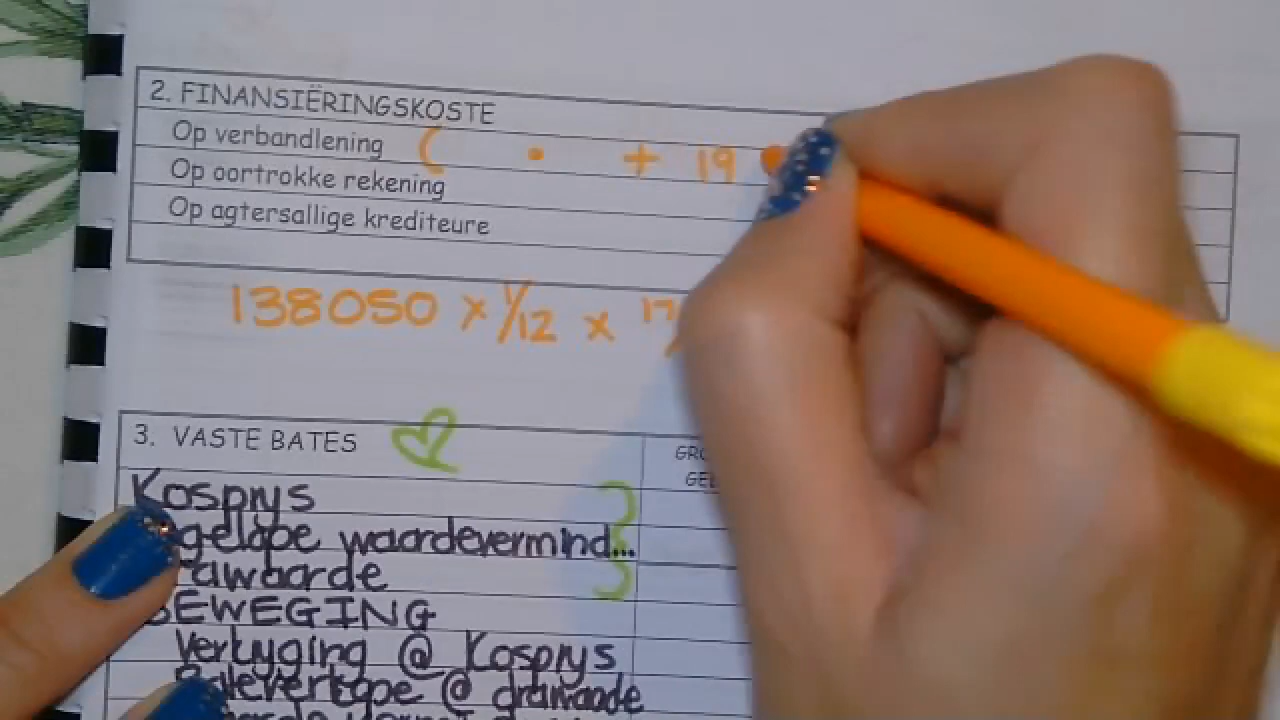 2. FINANSIËRINGSKOSTE
Op verbandlening ( • + 19
Op oortrokke rekening
Op agtersallige krediteure
138050 x 1/12 x 17
3. VASTE BATES
Kosprys
waardevermind...
BEWEGING
Verkryging @ Kosprys
@ drawaarde